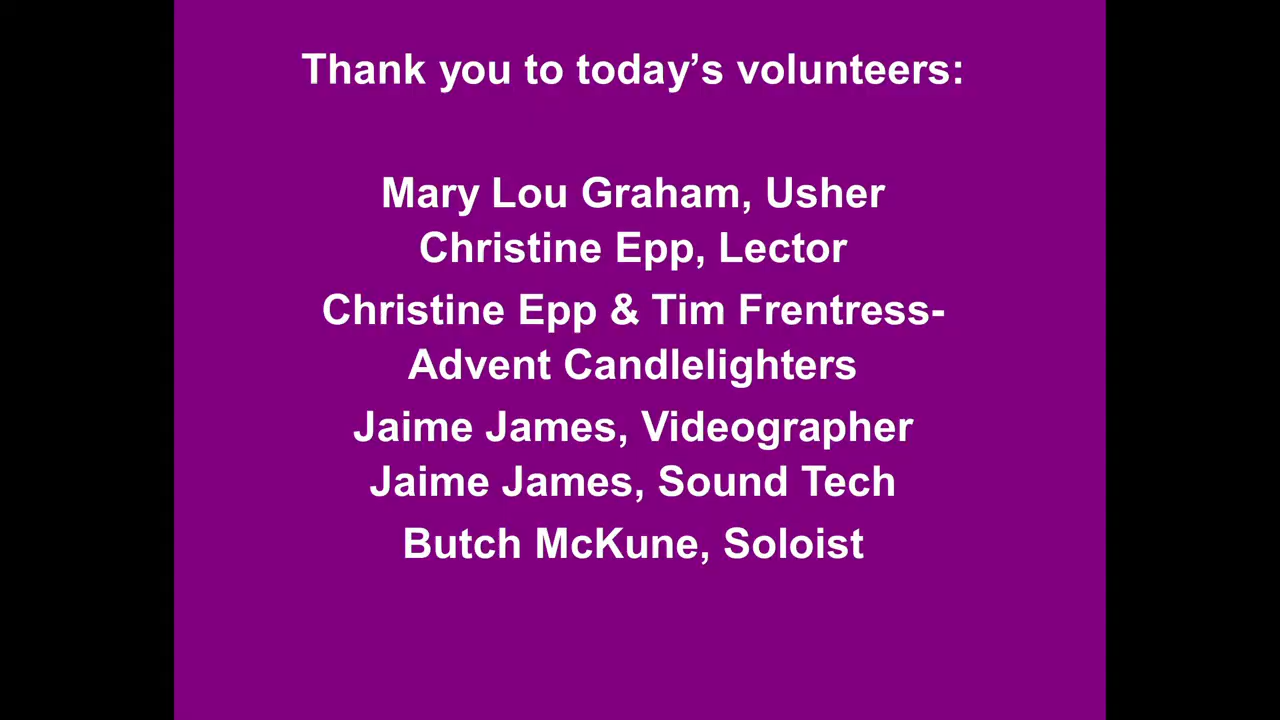 Thank you to today’s volunteers:
Mary Lou Graham, Usher
Christine Epp, Lector
Christine Epp & Tim Frentress-
Advent Candlelighters
Jaime James, Videographer
Jaime James, Sound Tech
Butch McKune, Soloist